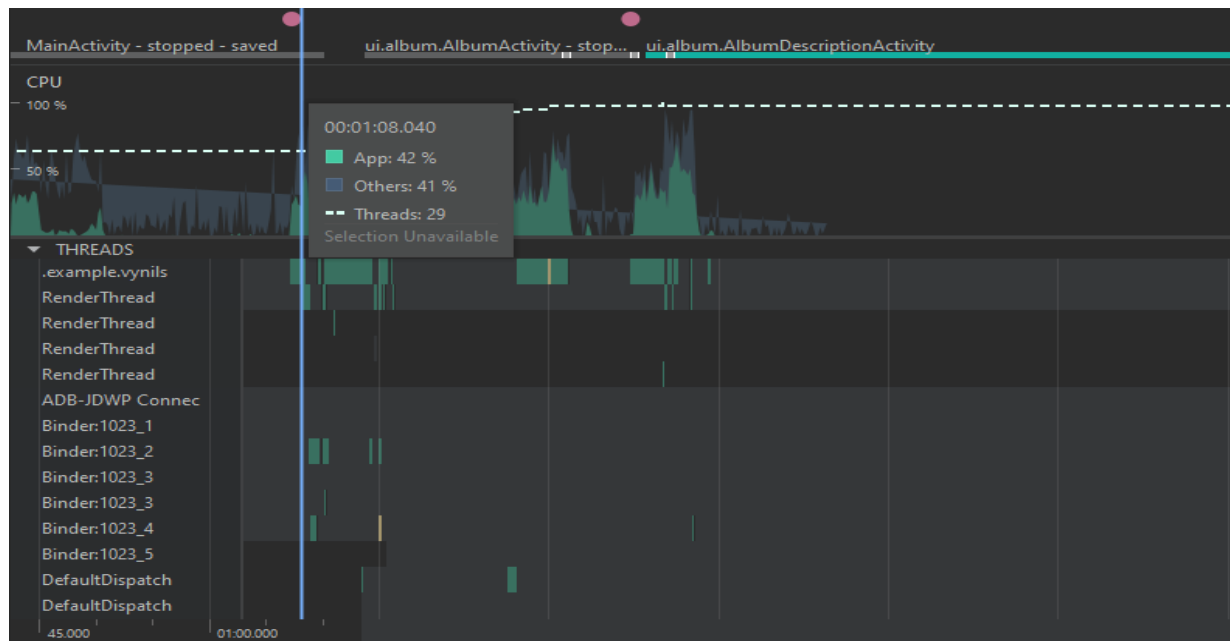 MainActivity - stopped - saved
ui.album.AlbumActivity - stop...
ui.album.AlbumDescriptionActivity
CPU
100 %
50 %
00:01:08.040
App: 42 %
Others: 41 %
Threads: 29
Selection Unavailable
THREADS
.example.vynils
RenderThread
RenderThread
RenderThread
RenderThread
ADB-JDWP Connec
Binder:1023_1
Binder:1023_2
Binder:1023_3
Binder:1023_3
Binder:1023_4
Binder:1023_5
DefaultDispatch
DefaultDispatch
45.000
01:00.000